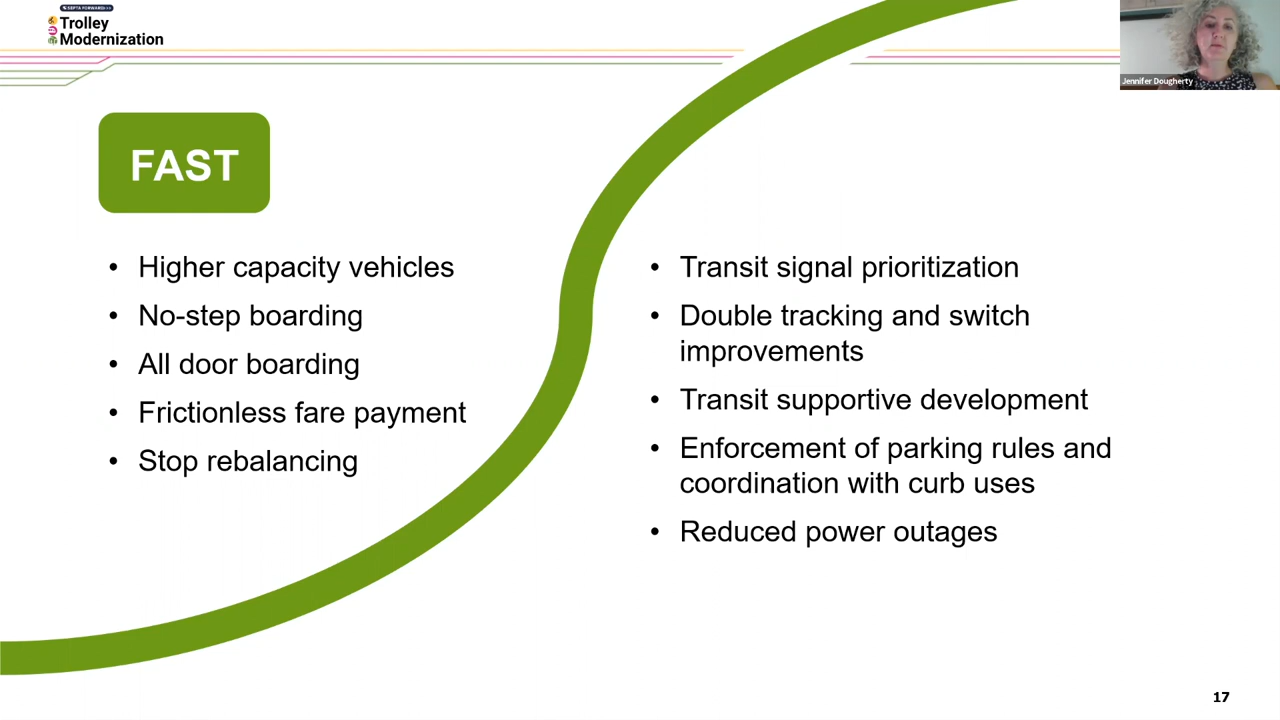 SEPTA FORWARD
Trolley
Modernization
Jennifer Dougherty
FAST
• Higher capacity vehicles
• No-step boarding
• All door boarding
• Frictionless fare payment
• Stop rebalancing
• Transit signal prioritization
• Double tracking and switch
improvements
• Transit supportive development
• Enforcement of parking rules and
coordination with curb uses
• Reduced power outages
17